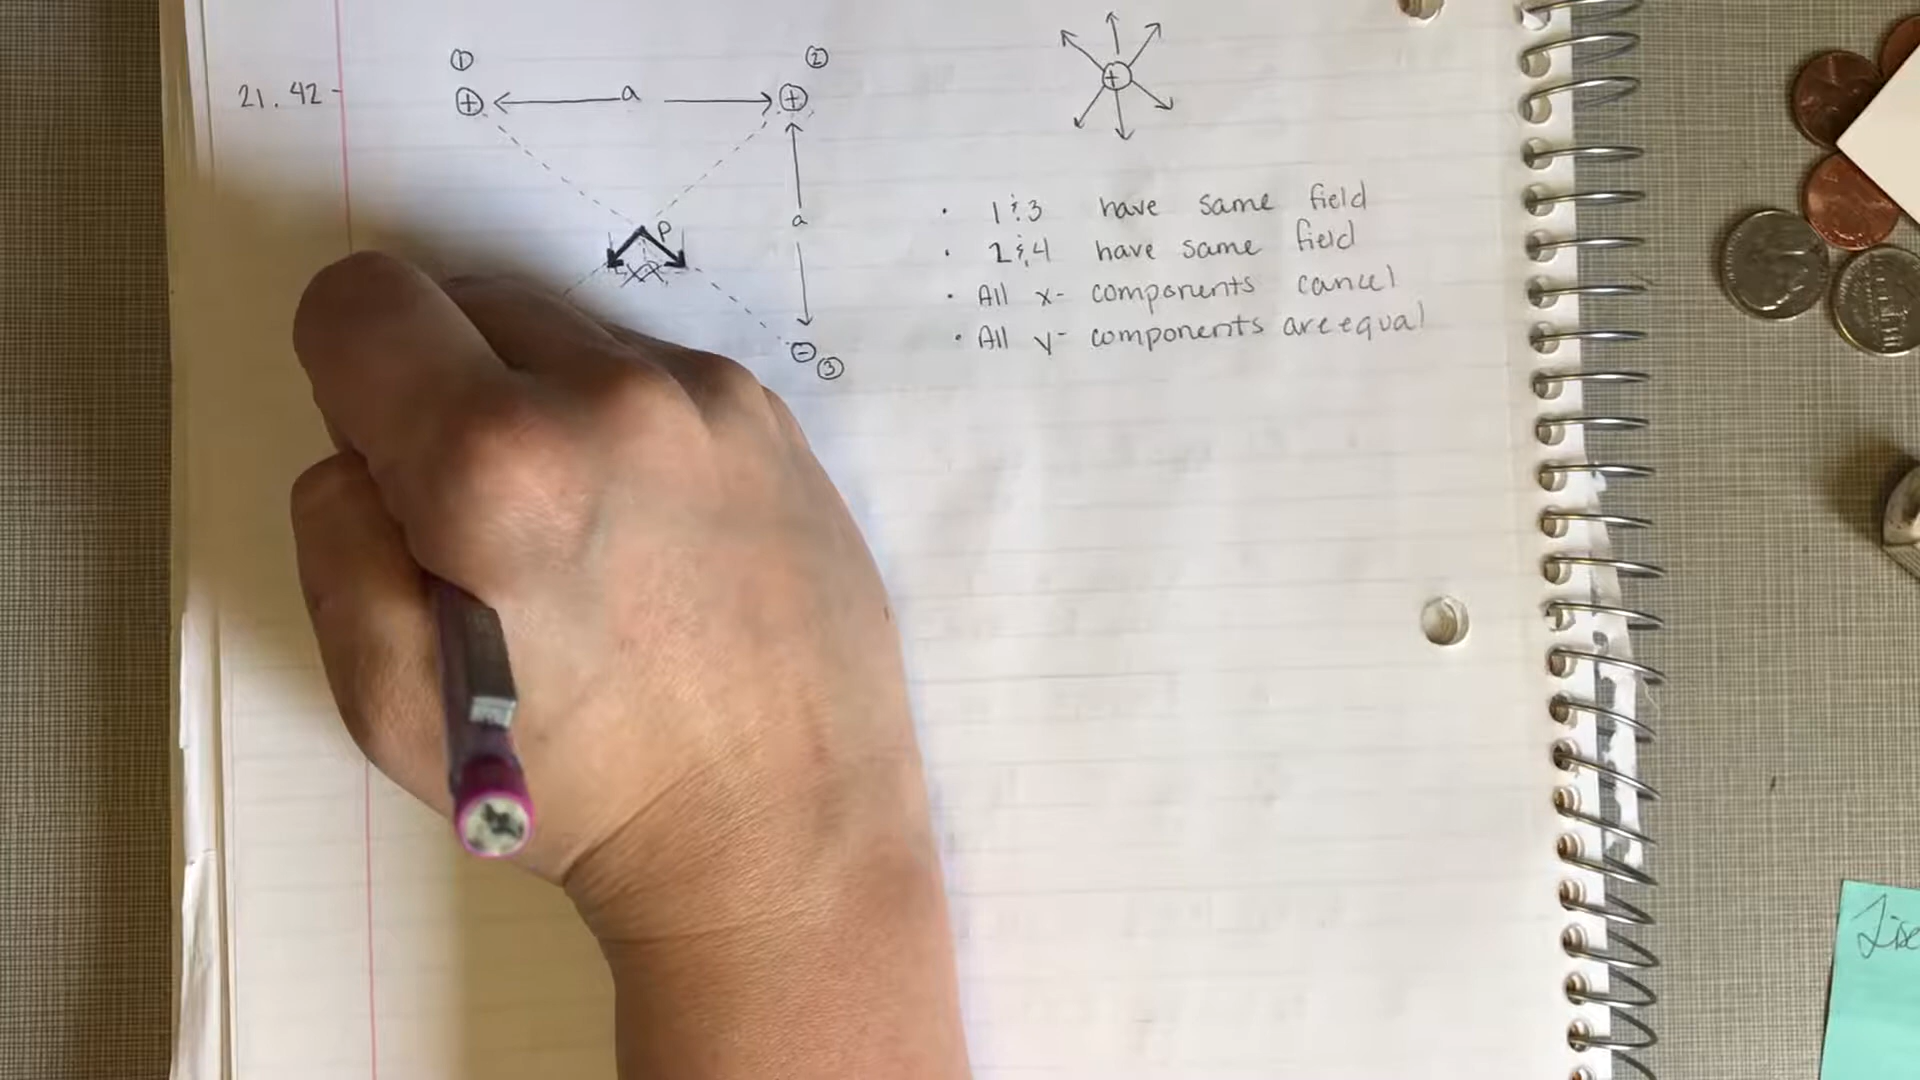 ① ②
21.42 - + a +
P a
- ③
+
· 1 & 3 have same field
· 2 & 4 have same field
· All x- components cancel
· All y- components are equal